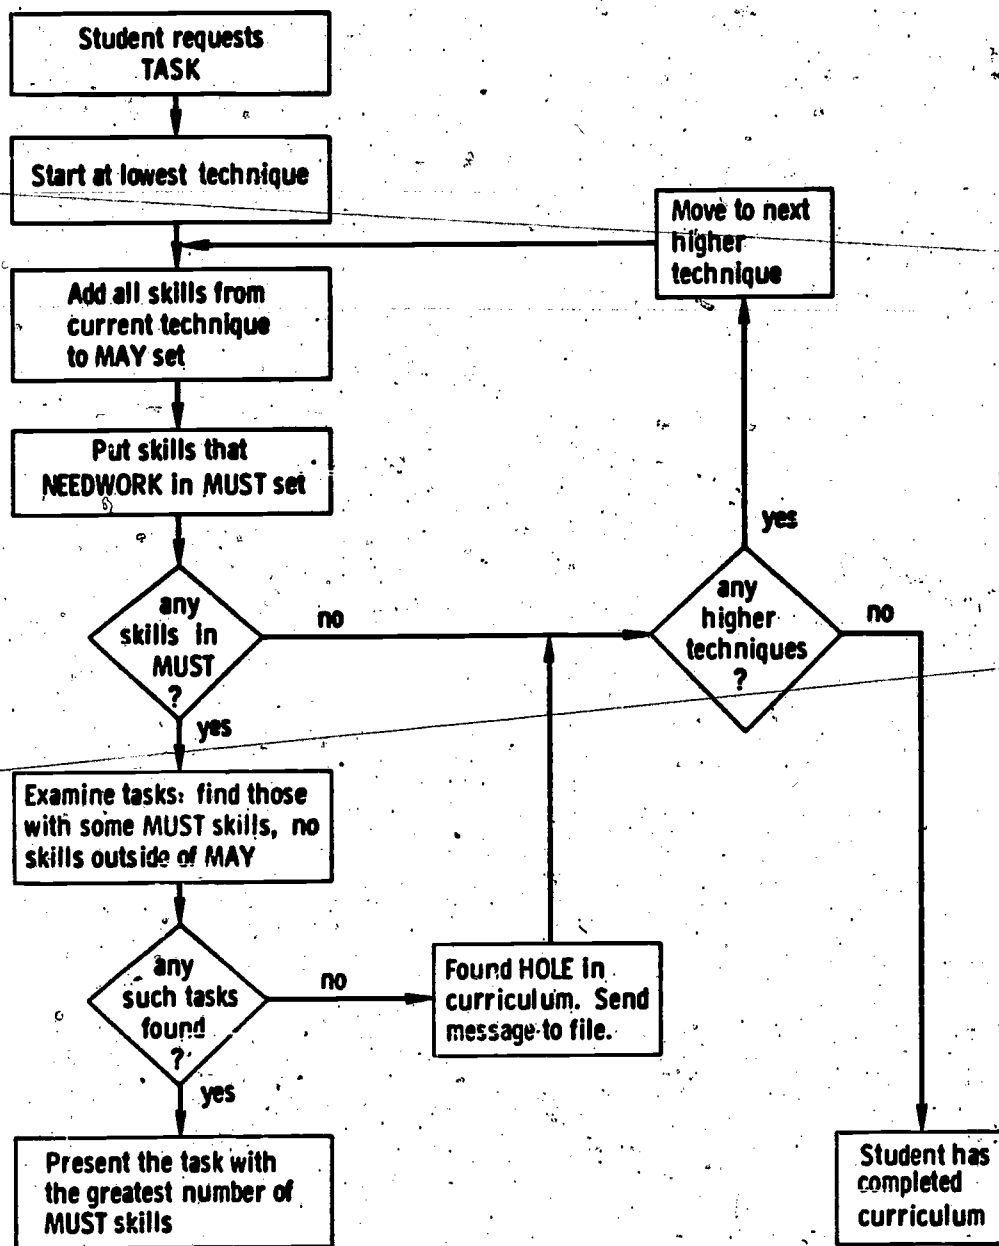 Student requests
TASK
Start at lowest technique
Move to next
higher
technique
Add all skills from
current technique
to MAY set
Put skills that
NEEDWORK in MUST set
yes
any
skills in
MUST
?
no
any
higher
techniques
?
no
yes
Examine tasks: find those
with some MUST skills, no
skills outside of MAY
any
such tasks
found
?
no
Found HOLE in
curriculum. Send
message to file.
yes
Present the task with
the greatest number of
MUST skills
Student has
completed
curriculum